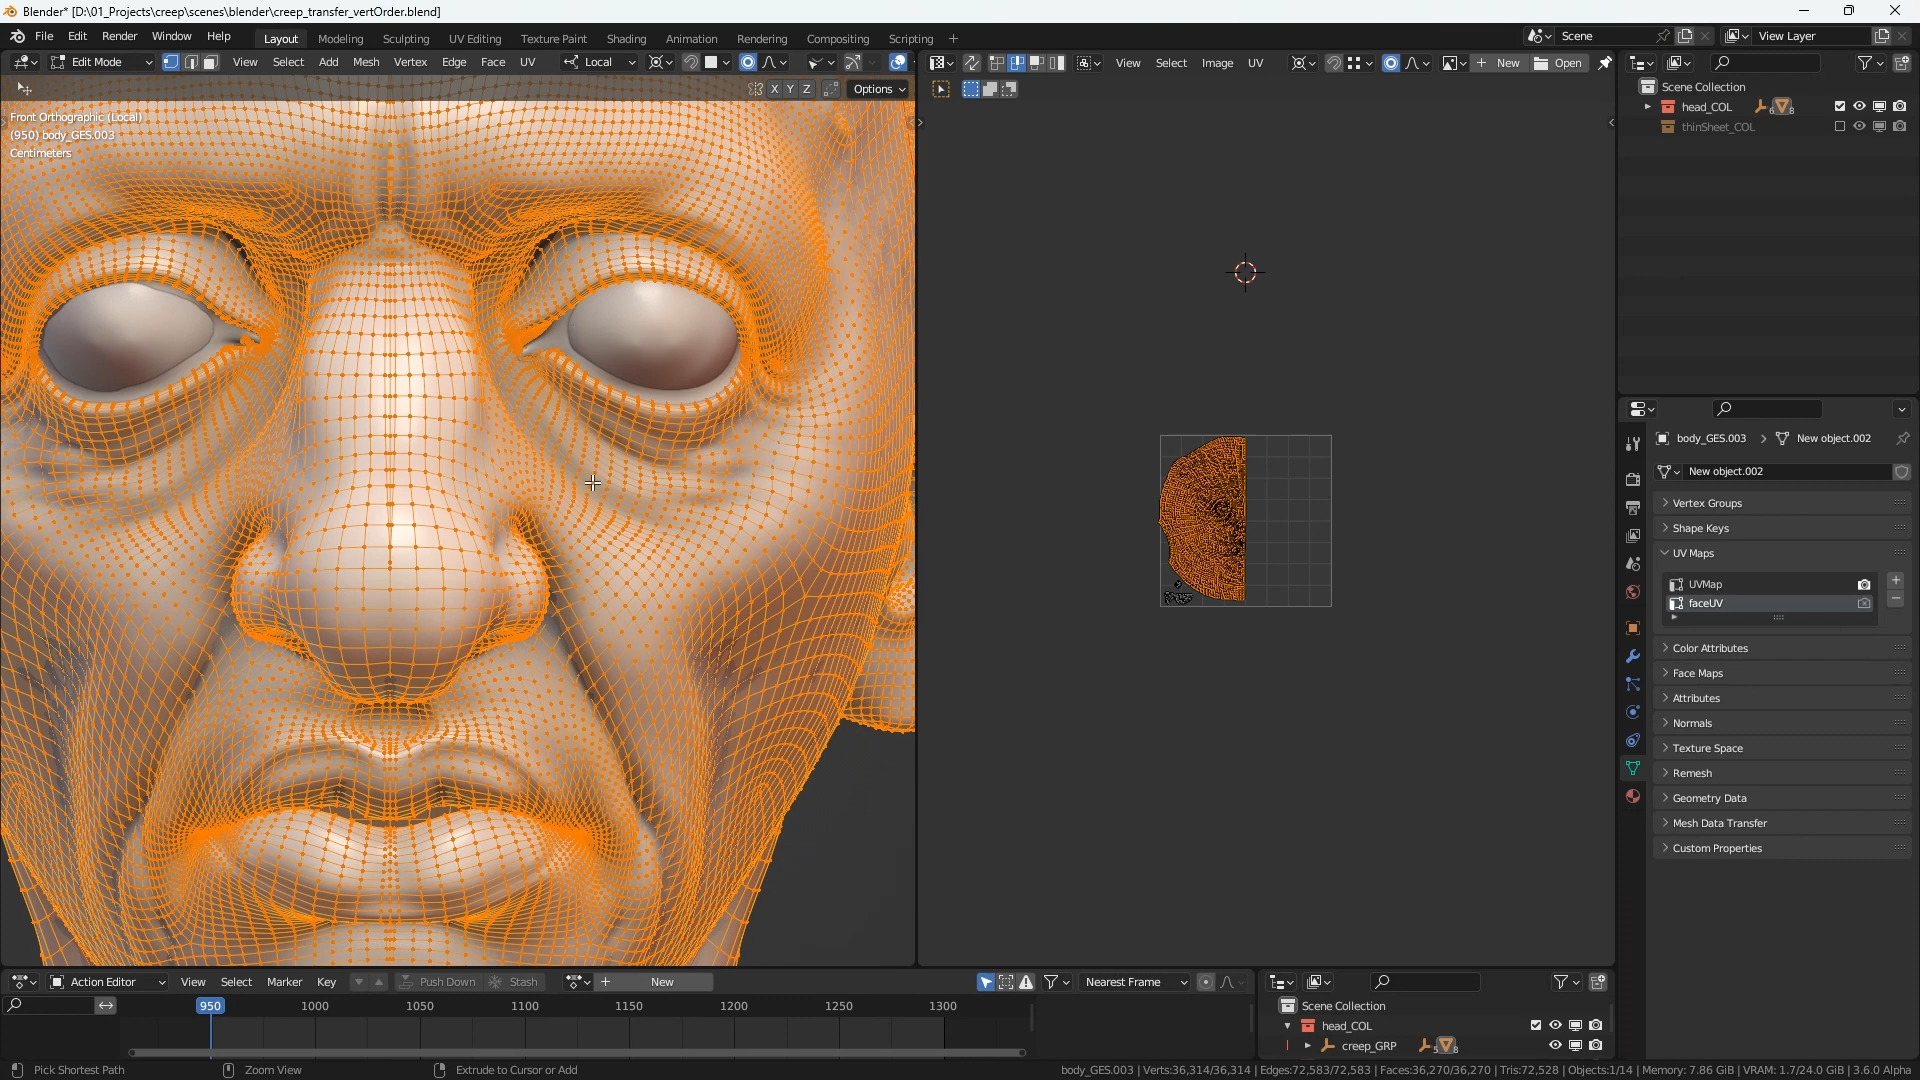 Blender* [D:\01_Projects\creep\scenes\blender\creep_transfer_vertOrder.blend]
File Edit Render Window Help Layout Modeling Sculpting UV Editing Texture Paint Shading Animation Rendering Compositing Scripting + Scene View Layer
Edit Mode View Select Add Mesh Vertex Edge Face UV Local View Select Image UV + New Open
X Y Z Options
Front Orthographic (Local)
(950) body_GES.003
Centimeters
Scene Collection
head_COL 6 8
thinSheet_COL
body_GES.003 > New object.002
New object.002
Vertex Groups
Shape Keys
UV Maps
UVMap
faceUV
Color Attributes
Face Maps
Attributes
Normals
Texture Space
Remesh
Geometry Data
Mesh Data Transfer
Custom Properties
Action Editor View Select Marker Key Push Down Stash + New Nearest Frame
950 1000 1050 1100 1150 1200 1250 1300
Scene Collection
head_COL
creep_GRP 5 8
Pick Shortest Path Zoom View Extrude to Cursor or Add body_GES.003 | Verts:36,314/36,314 | Edges:72,583/72,583 | Faces:36,270/36,270 | Tris:72,528 | Objects:1/14 | Memory: 7.86 GiB | VRAM: 1.7/24.0 GiB | 3.6.0 Alpha